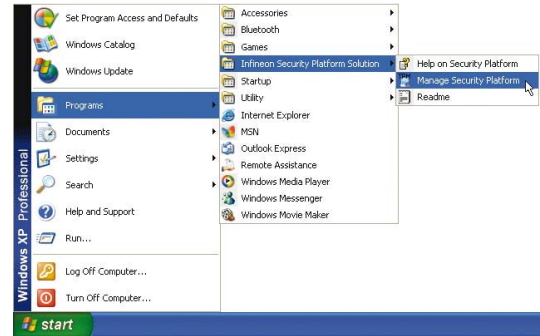 Set Program Access and Defaults
Windows Catalog
Windows Update
Programs
Documents
Settings
Search
Help and Support
Run...
Log Off Computer...
Turn Off Computer...
Windows XP Professional
start
Accessories
Bluetooth
Games
Infineon Security Platform Solution
Startup
Utility
Internet Explorer
MSN
Outlook Express
Remote Assistance
Windows Media Player
Windows Messenger
Windows Movie Maker
Help on Security Platform
Manage Security Platform
Readme